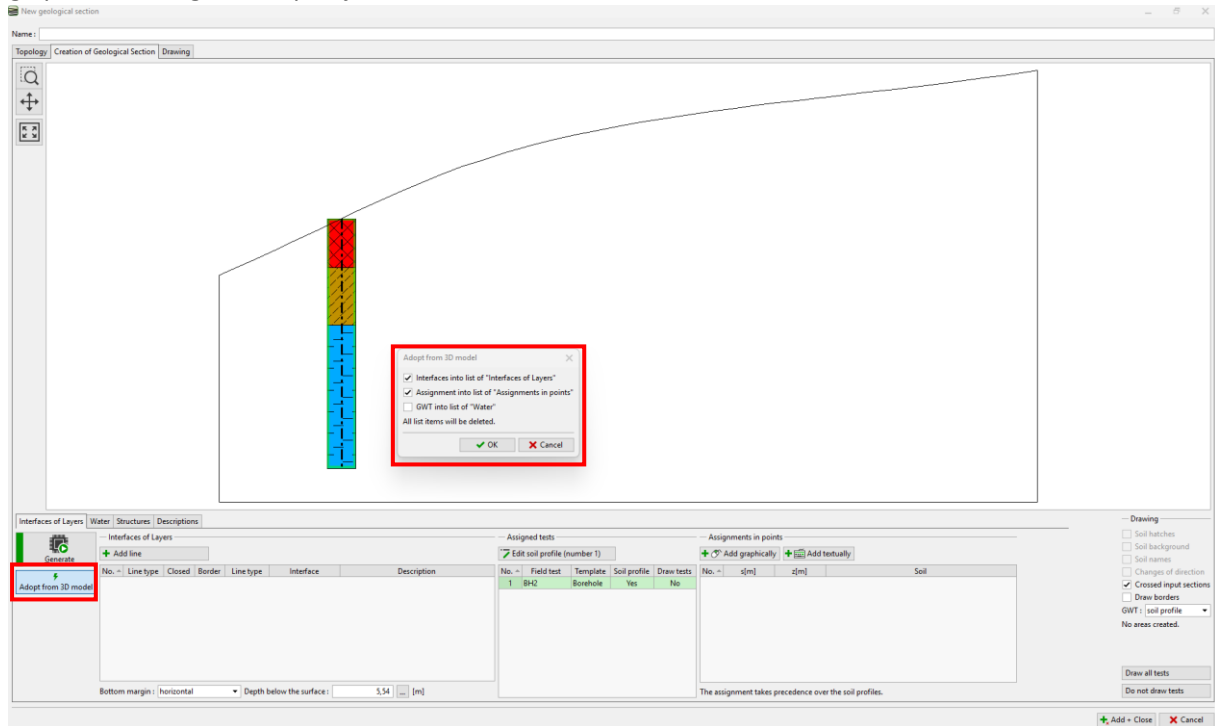 New geological section
Name :
Topology Creation of Geological Section Drawing
Adopt from 3D model
Interfaces into list of "Interfaces of Layers"
Assignment into list of "Assignments in points"
GWT into list of "Water"
All list items will be deleted.
OK Cancel
Interfaces of Layers Water Structures Descriptions
Generate
Adopt from 3D model
Interfaces of Layers
Add line
No. Line type Closed Border Line type Interface Description
Bottom margin : horizontal Depth below the surface : 5,54 ... [m]
Assigned tests
Edit soil profile (number 1)
No. Field test Template Soil profile Draw tests
1 BH2 Borehole Yes No
Assignments in points
Add graphically Add textually
No. s[m] z[m] Soil
The assignment takes precedence over the soil profiles.
Drawing
Soil hatches
Soil background
Soil names
Changes of direction
Crossed input sections
Draw borders
GWT : soil profile
No areas created.
Draw all tests
Do not draw tests
Add + Close Cancel